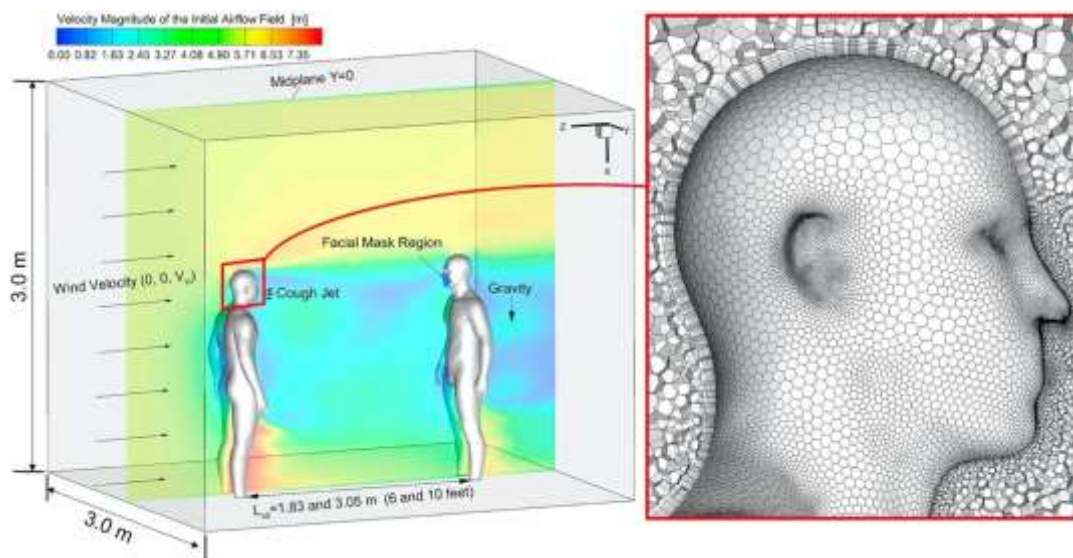 Velocity Magnitude of the Initial Airflow Field [m]
0.00 0.82 1.63 2.45 3.27 4.08 4.90 5.71 6.53 7.35
Midplane Y=0
Z
Y
X
3.0 m
Facial Mask Region
Wind Velocity (0, 0, V
Cough Jet
Gravity
=1.83 and 3.05 m (6 and 10 feet)
3.0 m